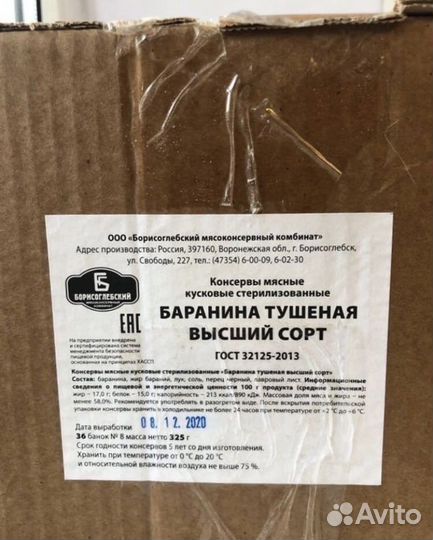 ООО «Борисоглебский мясоконсервный комбинат»
Адрес производства: Россия, 397160, Воронежская обл., г. Борисоглебск,
ул. Свободы, 227, тел.: (47354) 6-00-09, 6-02-30
Консервы мясные
кусковые стерилизованные
БАРАНИНА ТУШЕНАЯ
ВЫСШИЙ СОРТ
ГОСТ 32125-2013
Б
БОРИСОГЛЕБСКИЙ
МЯСОКОНСЕРВНЫЙ
КОМБИНАТ
ЕАС
На предприятии внедрена
и сертифицирована система
менеджмента безопасности
пищевой продукции,
основанная на принципах ХАССП.
Консервы мясные кусковые стерилизованные «Баранина тушеная высший сорт»
Состав: баранина, жир бараний, лук, соль, перец черный, лавровый лист. Информационные
сведения о пищевой и энергетической ценности 100 г продукта (средние значения):
жир – 17,0 г; белок – 15,0 г; калорийность – 213 ккал/890 кДж. Массовая доля мяса и жира – не
менее 58,0%. Рекомендуется употреблять в разогретом виде. После вскрытия потребительской
упаковки консервы хранить в холодильнике не более 24 часов при температуре от +2 °С до +6 °С.
Дата выработки 08.12.2020
36 банок № 8 масса нетто 325 г
Срок годности консервов 5 лет со дня изготовления.
Хранить при температуре от 0 °С до 20 °С
и относительной влажности воздуха не выше 75 %.
Avito